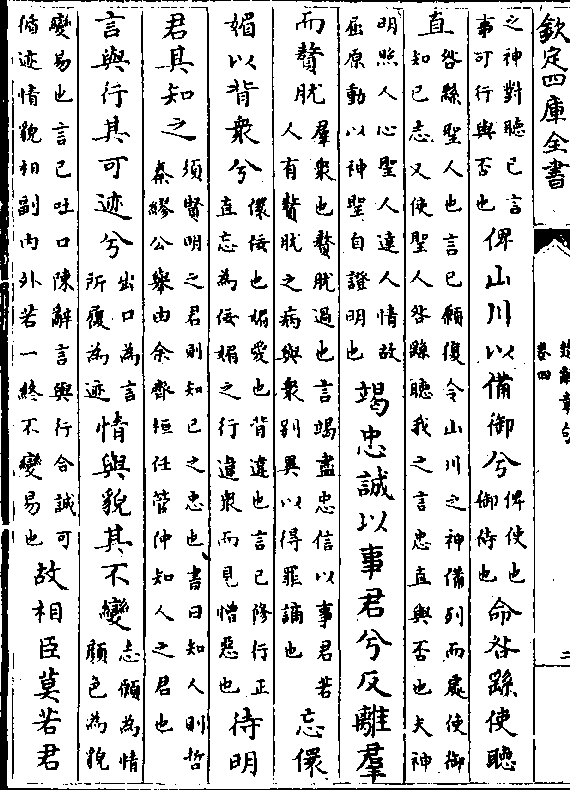 欽定四庫全書
楚辭章句
卷四
二
之神對聽己言
事可行與否也
俾山川以備御兮
俾使也
御侍也
命咎繇使聽
直
咎繇聖人也言己願復令山川之神備列而處使御
知己志又使聖人咎繇聽我之言忠直與否也夫神
明照人心聖人達人情故
屈原動以神聖自證明也
竭忠誠以事君兮反離羣
而贅肬
羣衆也贅肬過也言竭盡忠信以事君若
人有贅肬之病與衆别異以得罪謫也
忘儇
媚以背衆兮
儇佞也媚愛也背違也言己修行正
直忘為佞媚之行違衆而見憎惡也
待明
君其知之
須賢明之君則知己之忠也書曰知人則哲
秦繆公舉由余齊桓任管仲知人之君也
言與行其可迹兮
出口為言
所履為迹
情與貌其不變
志願為情
顔色為貌
變易也言己吐口陳辭言與行合誠可
循迹情貌相副内外若一終不變易也
故相臣莫若君